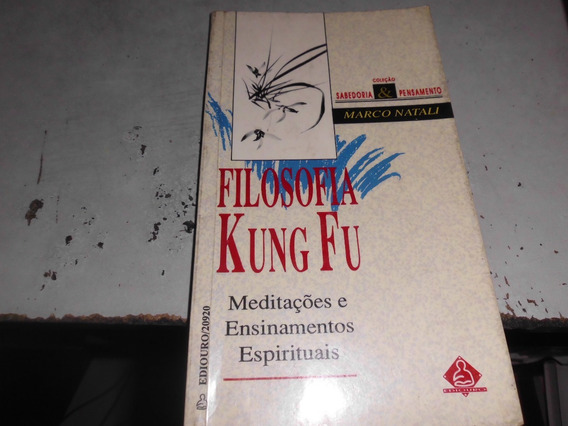 COLEÇÃO
SABEDORIA & PENSAMENTO
MARCO NATALI
FILOSOFIA
KUNG FU
Meditações e
Ensinamentos
Espirituais
EDIOURO/20920